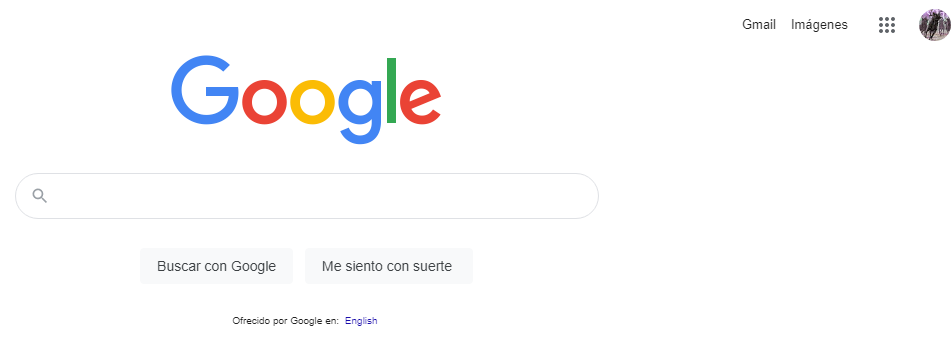 Gmail Imágenes
Google
Buscar con Google Me siento con suerte
Ofrecido por Google en: English